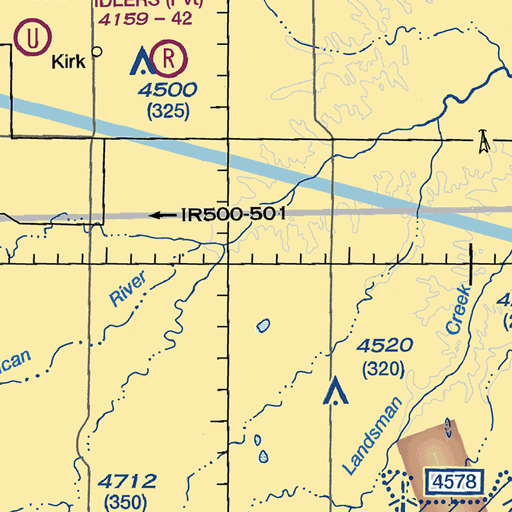 IDLERS (Pvt)
4159 - 42
U
Kirk
R
4500
(325)
IR500-501
River
Creek
4520
(320)
Landsman
4712
(350)
4578